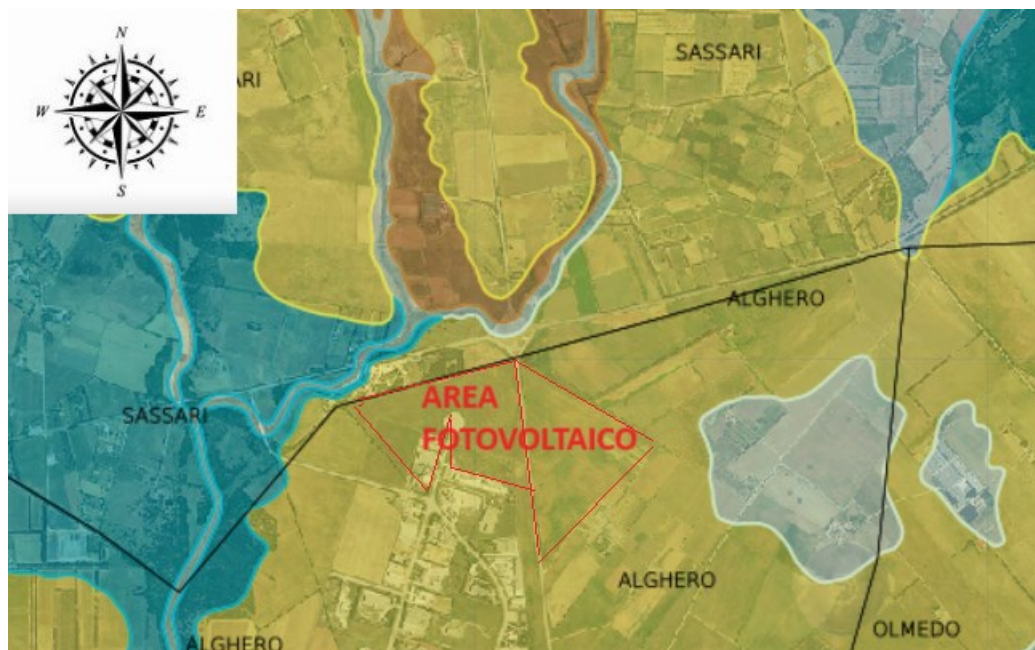 N
W E
S
SASSARI
ARI
ALGHERO
SASSARI
AREA
FOTOVOLTAICO
ALGHERO
OLMEDO
ALGHERO